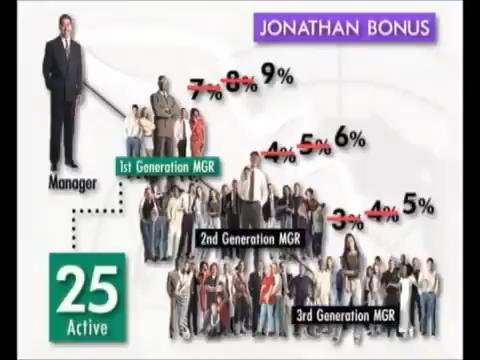 JONATHAN BONUS
7% 8% 9%
1st Generation MGR
Manager
4% 5% 6%
2nd Generation MGR
3% 4% 5%
25
Active
3rd Generation MGR